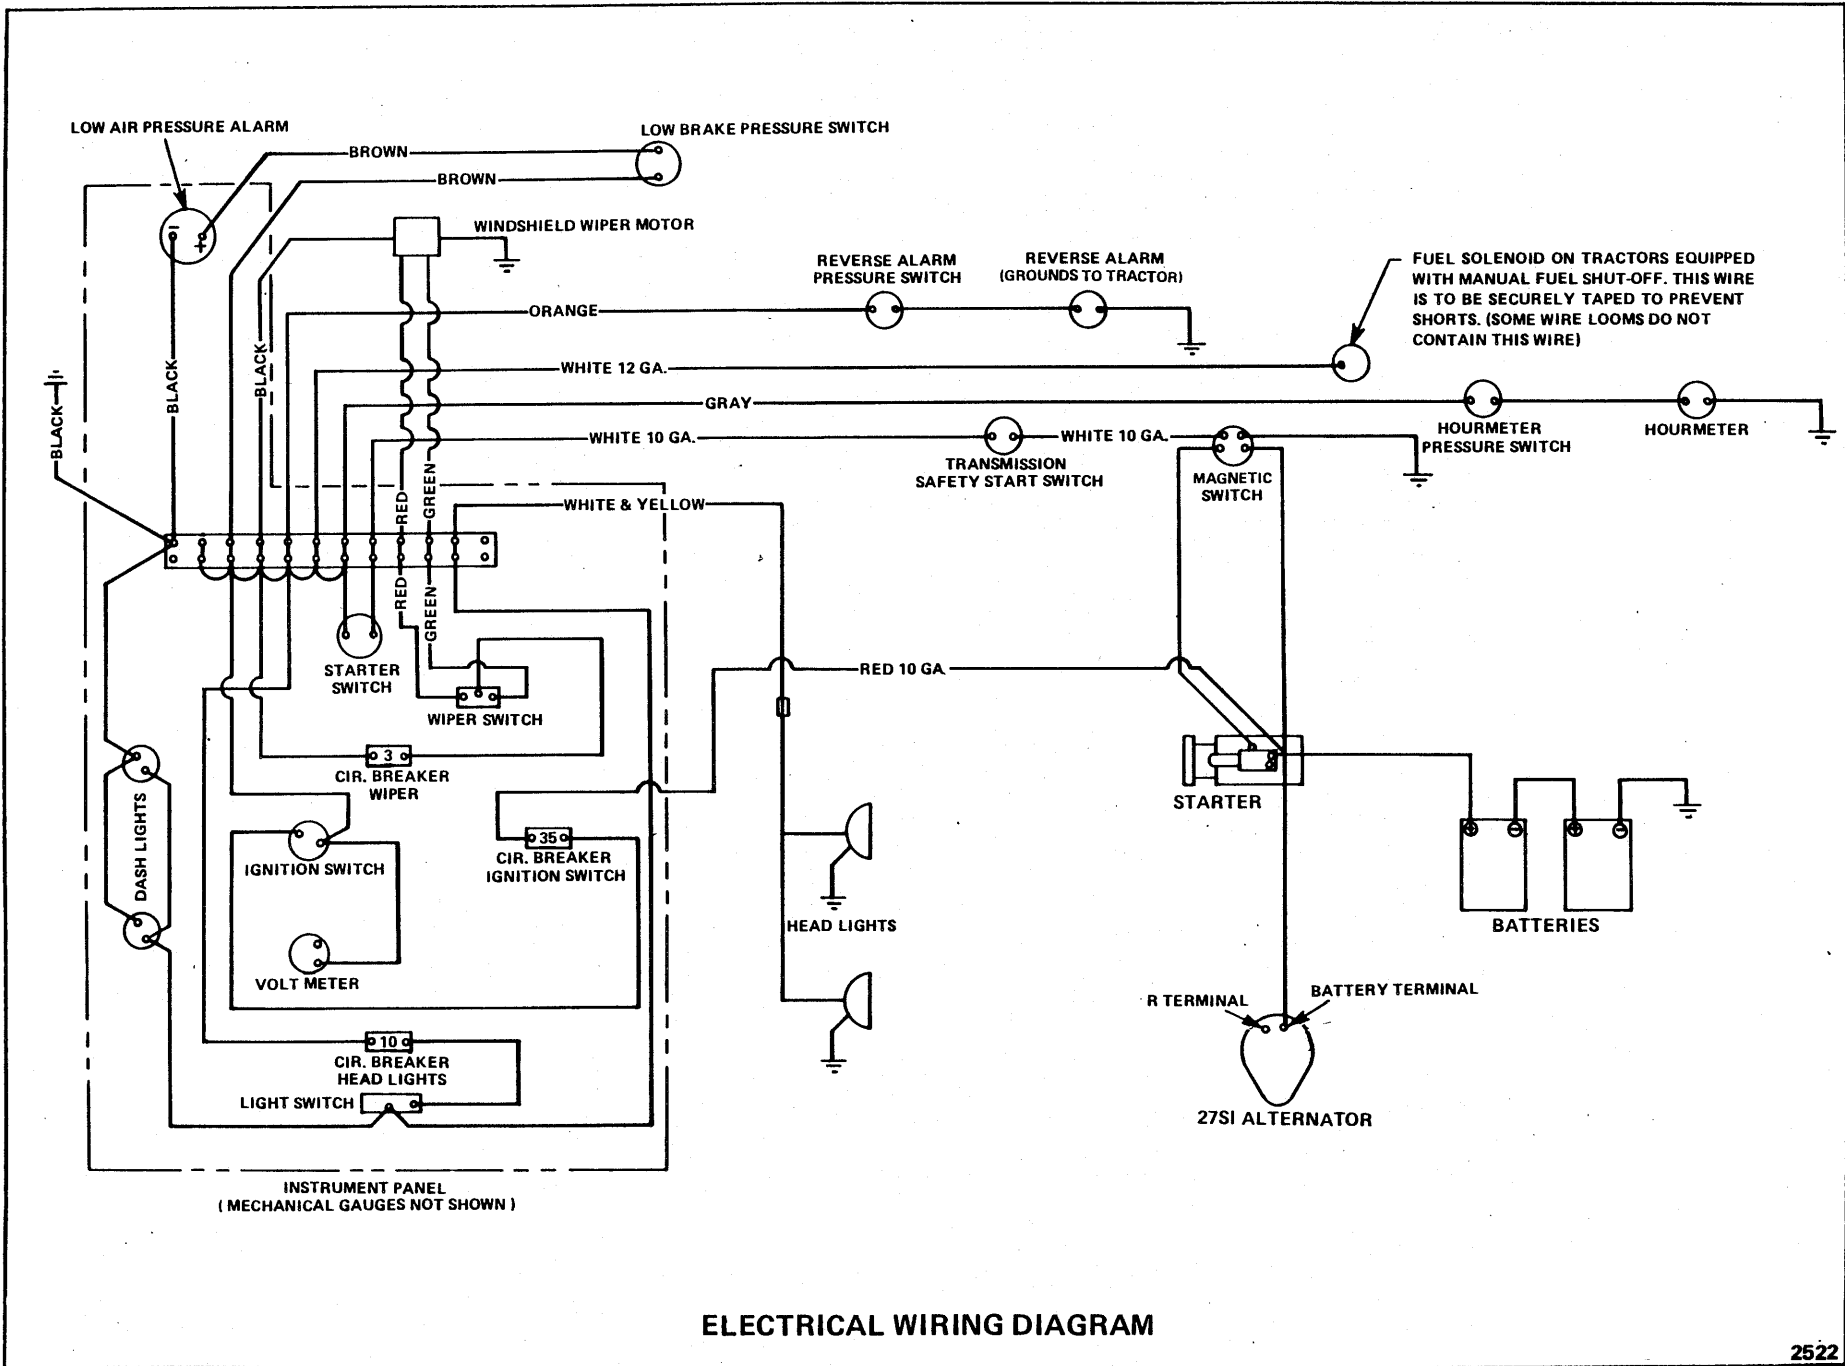 LOW AIR PRESSURE ALARM
LOW BRAKE PRESSURE SWITCH
BROWN
BROWN
WINDSHIELD WIPER MOTOR
REVERSE ALARM
PRESSURE SWITCH
REVERSE ALARM
(GROUNDS TO TRACTOR)
FUEL SOLENOID ON TRACTORS EQUIPPED
WITH MANUAL FUEL SHUT-OFF. THIS WIRE
IS TO BE SECURELY TAPED TO PREVENT
SHORTS. (SOME WIRE LOOMS DO NOT
CONTAIN THIS WIRE)
- +
ORANGE
BLACK
BLACK
BLACK
WHITE 12 GA.
GRAY
HOURMETER
PRESSURE SWITCH
HOURMETER
WHITE 10 GA.
WHITE 10 GA.
TRANSMISSION
SAFETY START SWITCH
MAGNETIC
SWITCH
RED
GREEN
WHITE & YELLOW
RED
GREEN
STARTER
SWITCH
WIPER SWITCH
RED 10 GA.
3
CIR. BREAKER
WIPER
DASH LIGHTS
IGNITION SWITCH
35
CIR. BREAKER
IGNITION SWITCH
STARTER
+ - + -
BATTERIES
HEAD LIGHTS
VOLT METER
R TERMINAL
BATTERY TERMINAL
10
CIR. BREAKER
HEAD LIGHTS
LIGHT SWITCH
27SI ALTERNATOR
INSTRUMENT PANEL
(MECHANICAL GAUGES NOT SHOWN)
ELECTRICAL WIRING DIAGRAM
2522